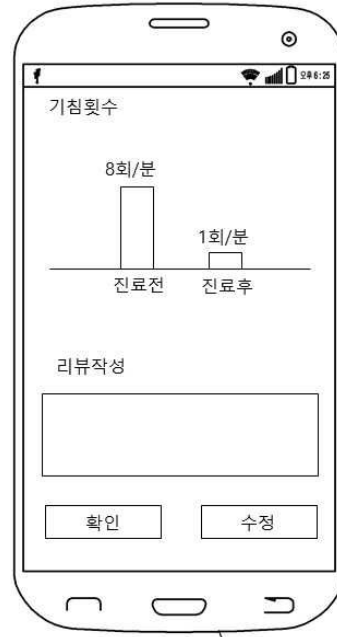 오후 6:25
기침횟수
8회/분
1회/분
진료전 진료후
리뷰작성
확인 수정